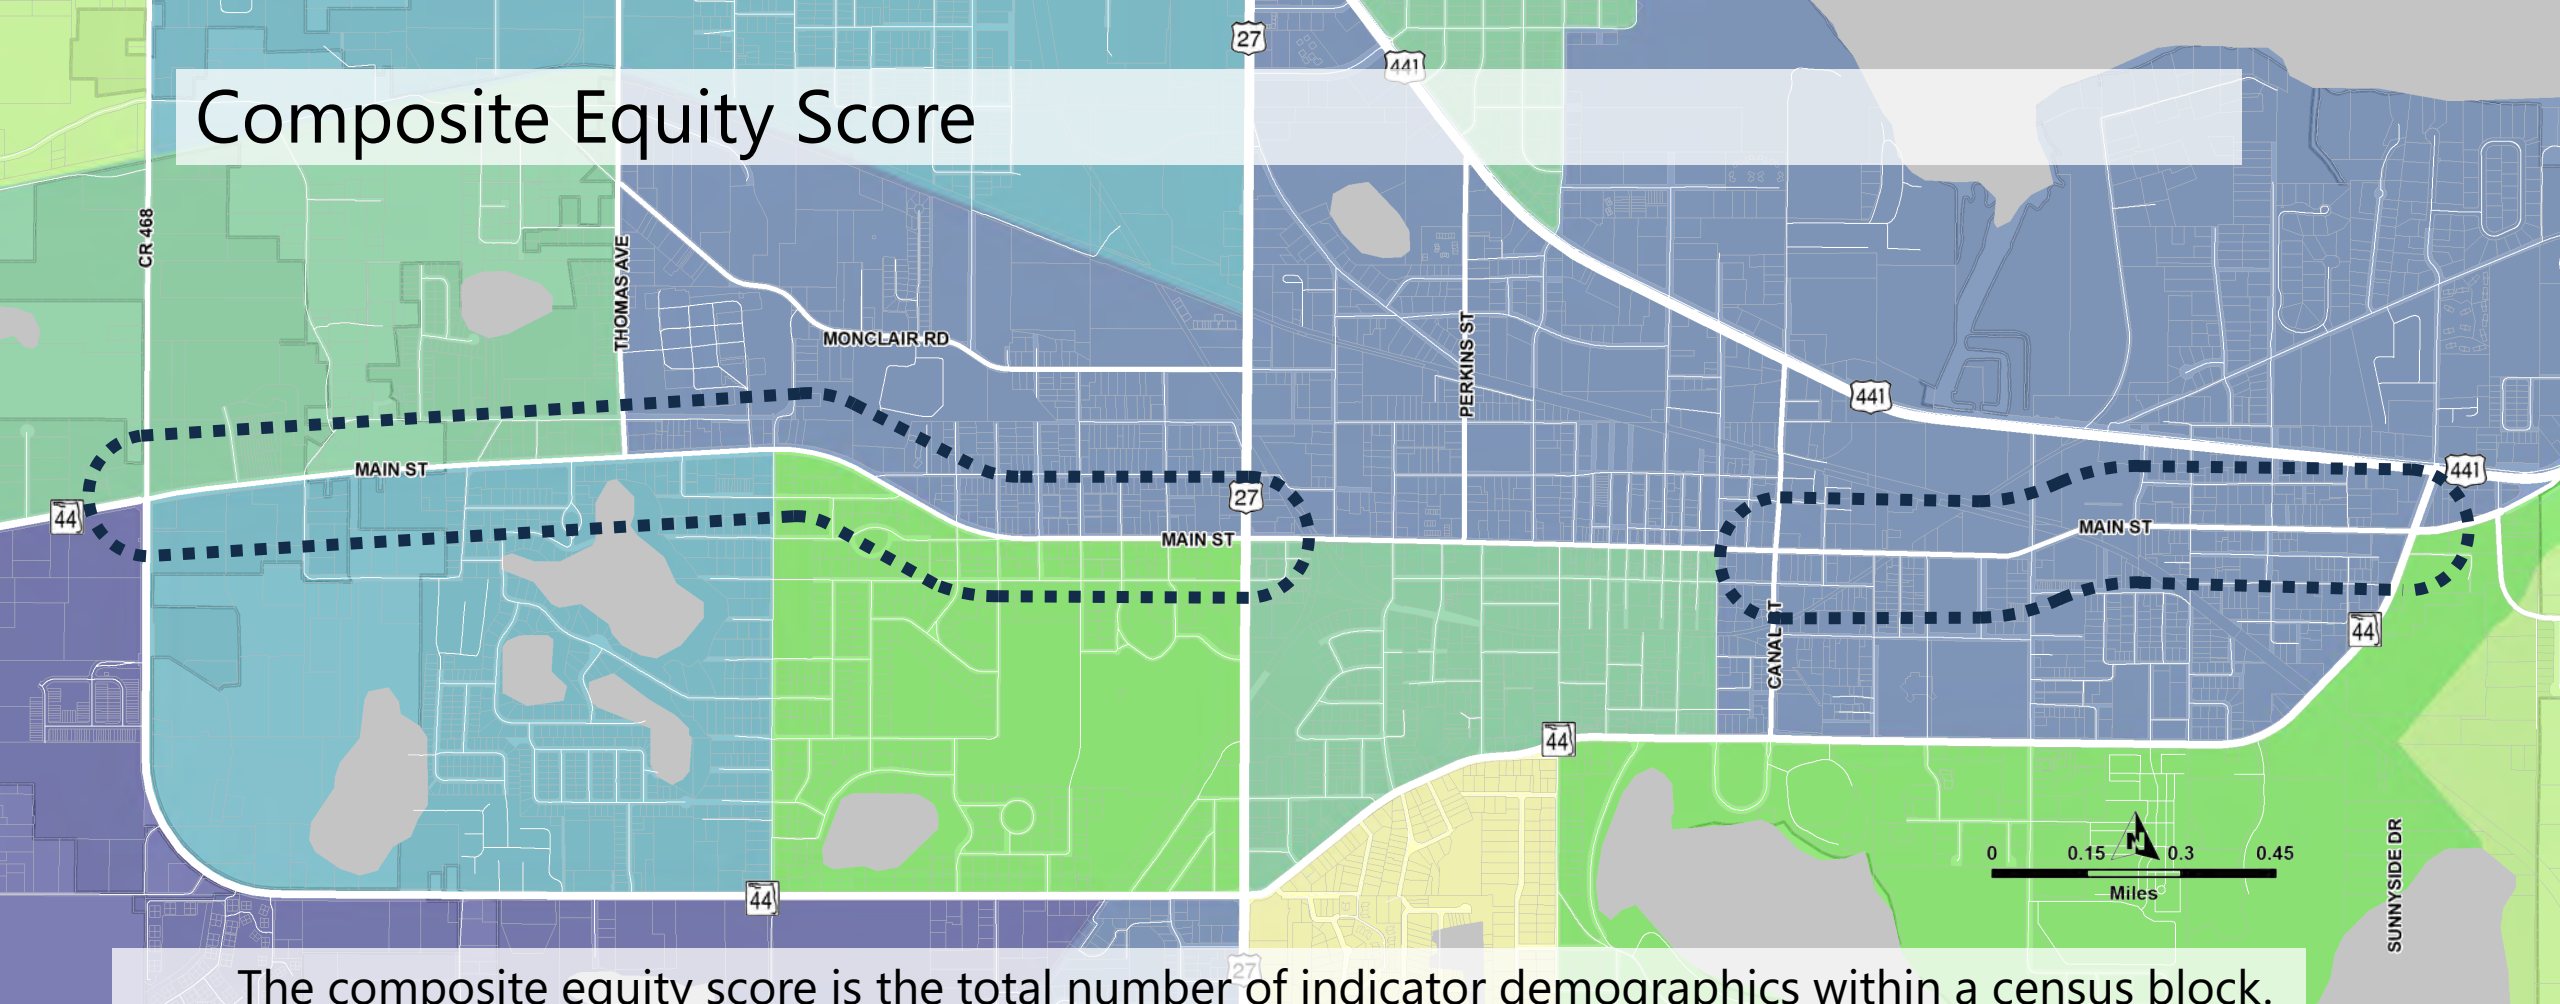 27
441
Composite Equity Score
CR 468
THOMAS AVE
MONCLAIR RD
PERKINS ST
441
MAIN ST
441
27
44
MAIN ST
MAIN ST
CANAL ST
44
44
0 0.15 0.3 0.45
N
Miles
SUNNYSIDE DR
44
27
The composite equity score is the total number of indicator demographics within a census block.